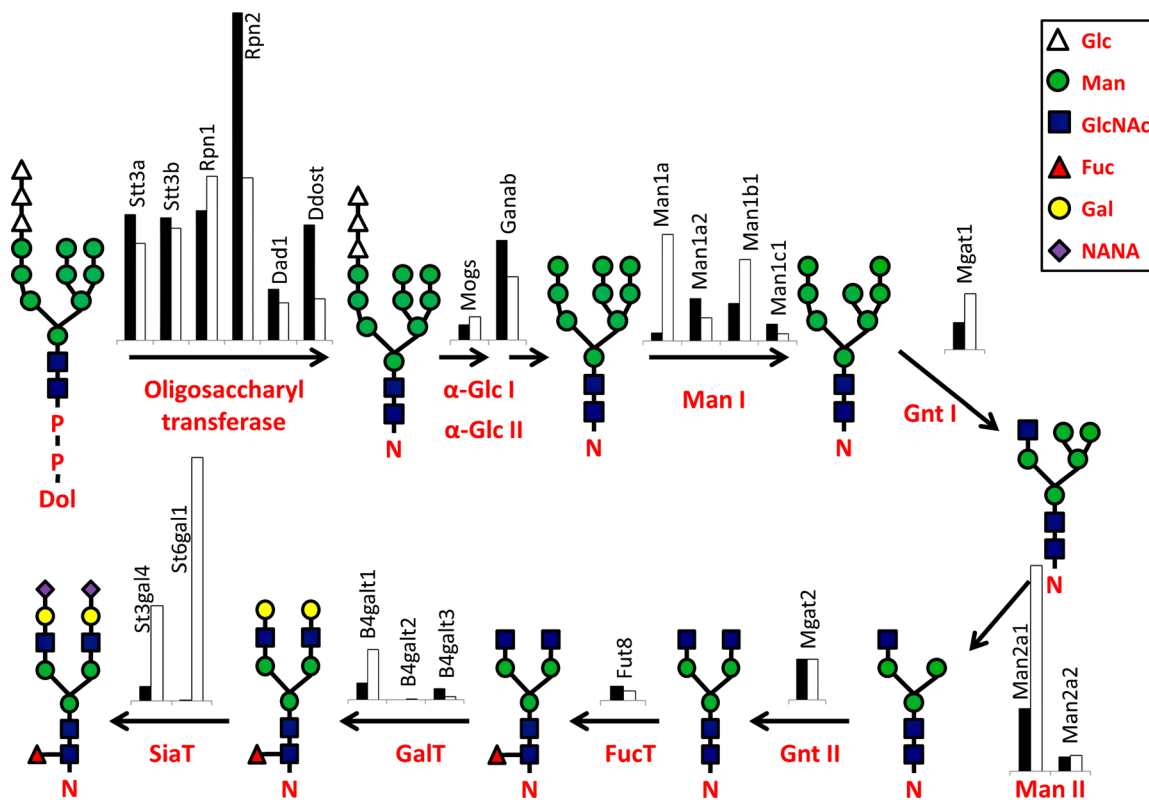 Glc
Man
GlcNAc
Fuc
Gal
NANA
Stt3a
Stt3b
Rpn1
Rpn2
Dad1
Ddost
Mogs
Ganab
Man1a
Man1a2
Man1b1
Man1c1
Mgat1
Oligosaccharyl
transferase
α-Glc I
α-Glc II
Man I
Gnt I
P
P
Dol
N
N
N
N
St3gal4
St6gal1
B4galt1
B4galt2
B4galt3
Fut8
Mgat2
Man2a1
Man2a2
SiaT
GalT
FucT
Gnt II
Man II
N
N
N
N
N